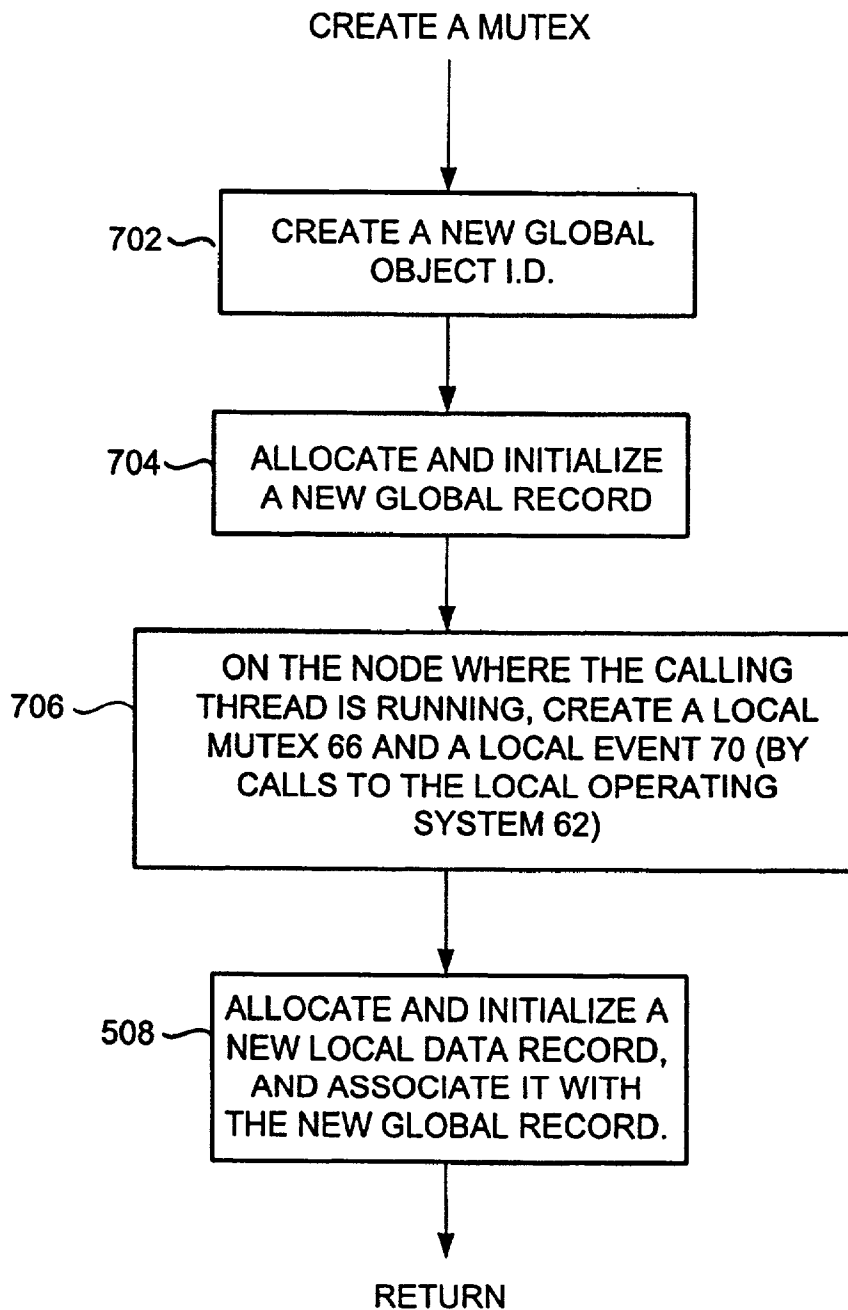 CREATE A MUTEX
702
CREATE A NEW GLOBAL
OBJECT I.D.
704
ALLOCATE AND INITIALIZE
A NEW GLOBAL RECORD
706
ON THE NODE WHERE THE CALLING
THREAD IS RUNNING, CREATE A LOCAL
MUTEX 66 AND A LOCAL EVENT 70 (BY
CALLS TO THE LOCAL OPERATING
SYSTEM 62)
508
ALLOCATE AND INITIALIZE A
NEW LOCAL DATA RECORD,
AND ASSOCIATE IT WITH
THE NEW GLOBAL RECORD.
RETURN